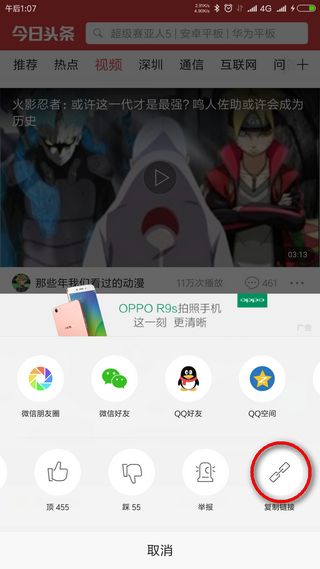 午后1:07
2.91K/s
4.90K/s
4G
今日头条
超级赛亚人5 | 安卓平板 | 华为平板
推荐 热点 视频 深圳 通信 互联网 问
火影忍者：或许这一代才是最强？鸣人佐助或许会成为
历史
03:13
那些年我们看过的动漫 11万次播放 461
OPPO R9s拍照手机
这一刻 更清晰
oppo
广告
微信朋友圈 微信好友 QQ好友 QQ空间
顶 455 踩 55 举报 复制链接
取消